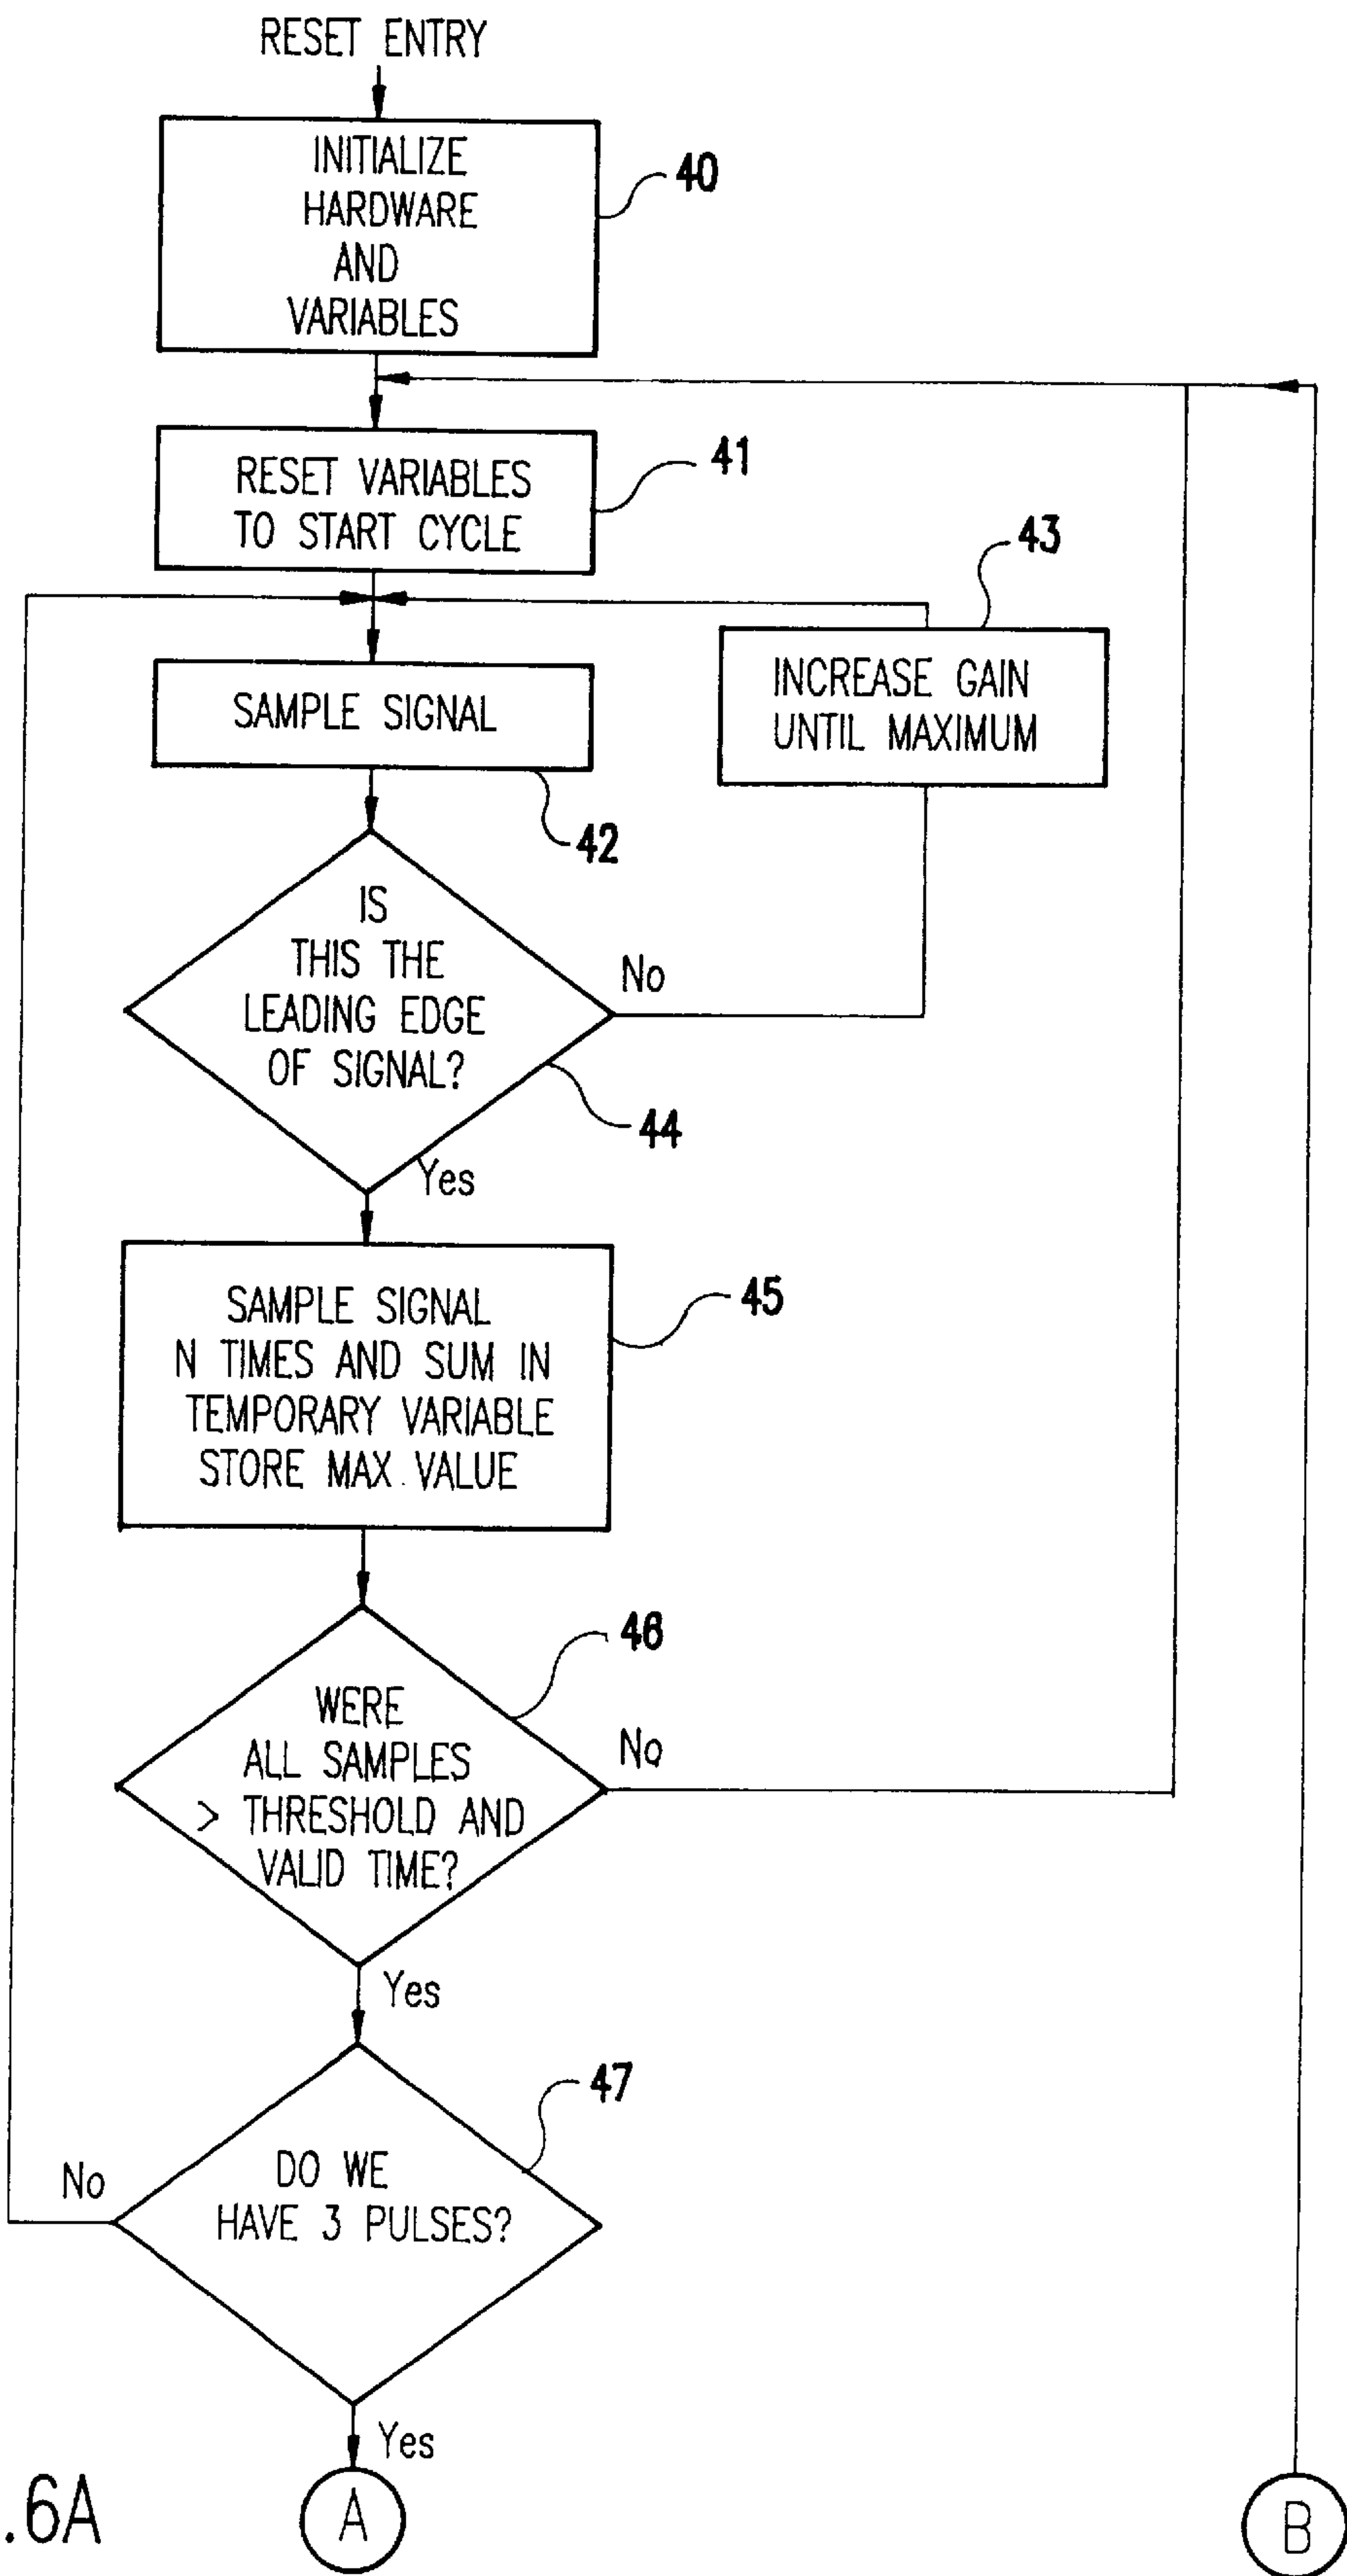 RESET ENTRY
INITIALIZE
HARDWARE
AND
VARIABLES
40
RESET VARIABLES
TO START CYCLE
41
43
INCREASE GAIN
UNTIL MAXIMUM
SAMPLE SIGNAL
42
IS
THIS THE
LEADING EDGE
OF SIGNAL?
No
44
Yes
SAMPLE SIGNAL
N TIMES AND SUM IN
TEMPORARY VARIABLE
STORE MAX. VALUE
45
46
WERE
ALL SAMPLES
> THRESHOLD AND
VALID TIME?
No
Yes
47
DO WE
HAVE 3 PULSES?
No
Yes
.6A
A
B